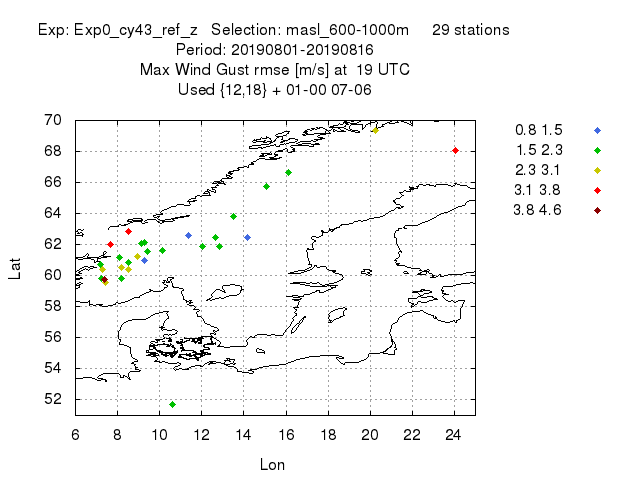 Exp: Exp0_cy43_ref_z Selection: masl_600-1000m 29 stations
Period: 20190801-20190816
Max Wind Gust rmse [m/s] at 19 UTC
Used {12,18} + 01-00 07-06
70
68
66
64
62
60
58
56
54
52
6 8 10 12 14 16 18 20 22 24
Lat
Lon
0.8 1.5
1.5 2.3
2.3 3.1
3.1 3.8
3.8 4.6